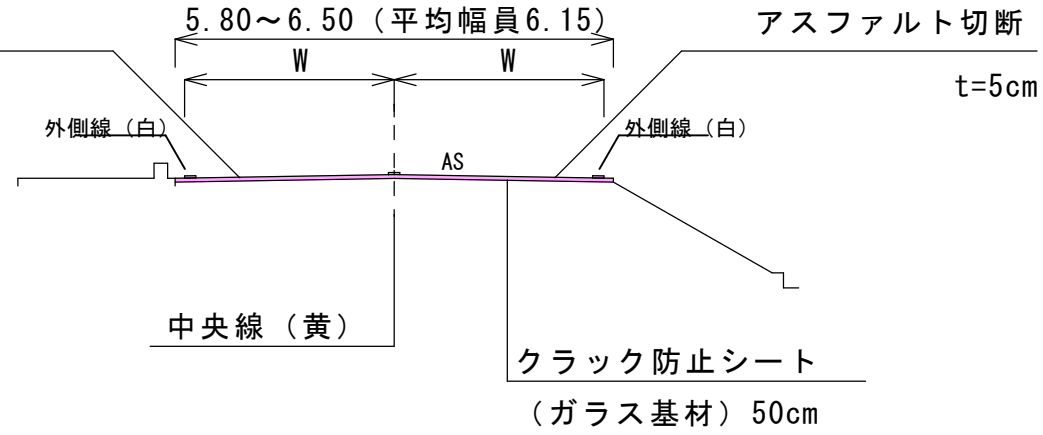 5.80～6.50（平均幅員6.15）
アスファルト切断
t=5cm
W
W
外側線（白）
外側線（白）
AS
中央線（黄）
クラック防止シート
（ガラス基材）50cm